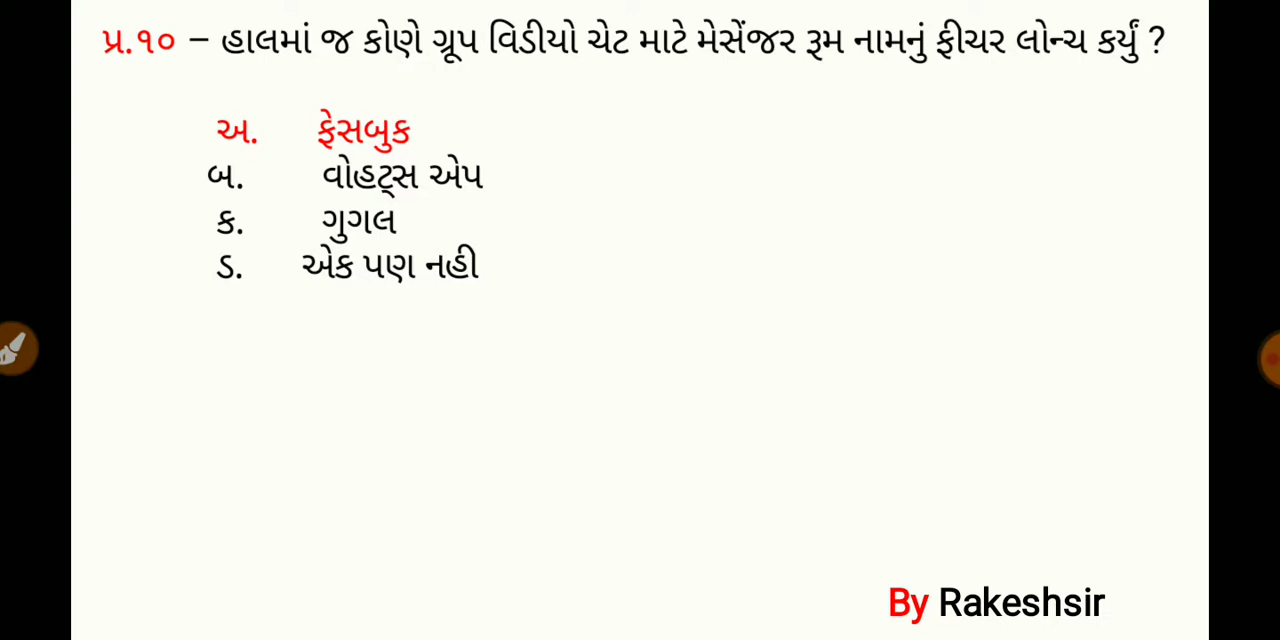 પ્ર.૧૦ – હાલમાં જ કોણે ગ્રૂપ વિડીયો ચેટ માટે મેસેંજર રૂમ નામનું ફીચર લોન્ચ કર્યું ?
અ. ફેસબુક
બ. વોહટ્સ એપ
ક. ગુગલ
ડ. એક પણ નહી
By Rakeshsir